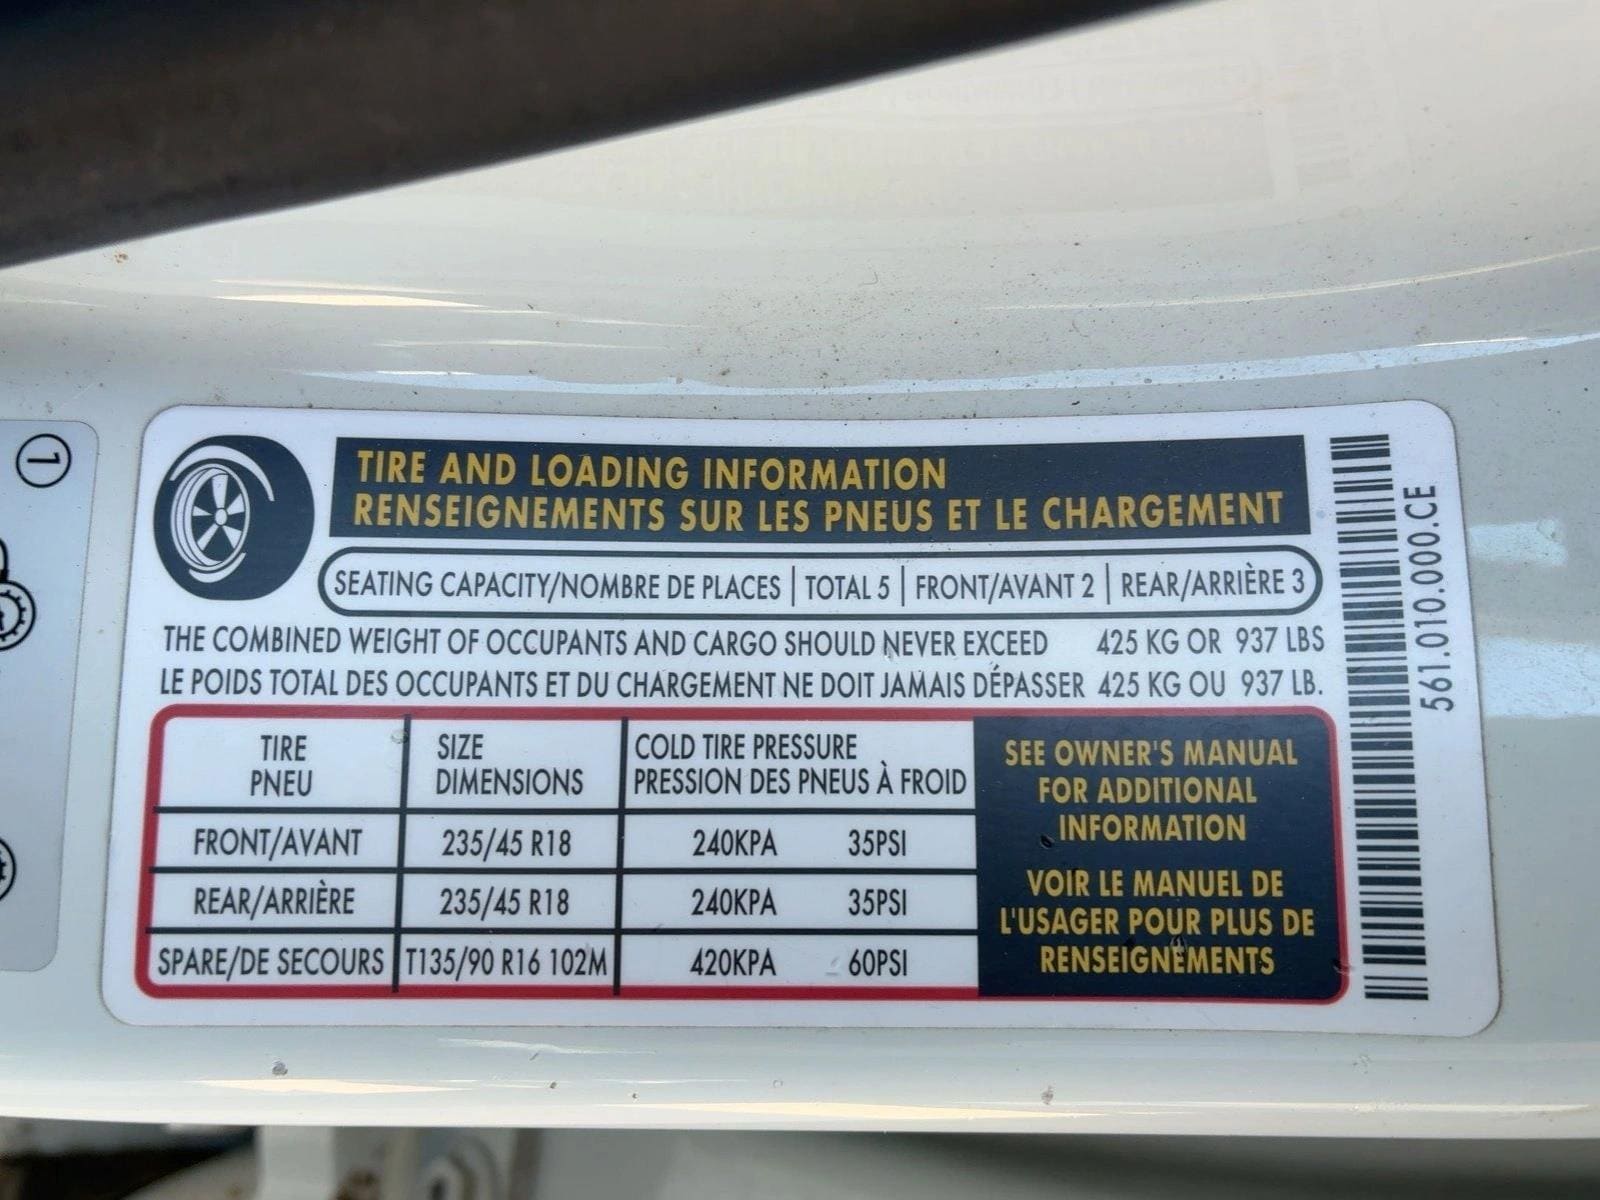 1
TIRE AND LOADING INFORMATION
RENSEIGNEMENTS SUR LES PNEUS ET LE CHARGEMENT
SEATING CAPACITY/NOMBRE DE PLACES | TOTAL 5 | FRONT/AVANT 2 | REAR/ARRIÈRE 3
THE COMBINED WEIGHT OF OCCUPANTS AND CARGO SHOULD NEVER EXCEED 425 KG OR 937 LBS
LE POIDS TOTAL DES OCCUPANTS ET DU CHARGEMENT NE DOIT JAMAIS DÉPASSER 425 KG OU 937 LB.
TIRE SIZE COLD TIRE PRESSURE
PNEU DIMENSIONS PRESSION DES PNEUS À FROID
FRONT/AVANT 235/45 R18 240KPA 35PSI
REAR/ARRIÈRE 235/45 R18 240KPA 35PSI
SPARE/DE SECOURS T135/90 R16 102M 420KPA 60PSI
SEE OWNER'S MANUAL
FOR ADDITIONAL
INFORMATION
VOIR LE MANUEL DE
L'USAGER POUR PLUS DE
RENSEIGNEMENTS
561.010.000.CE